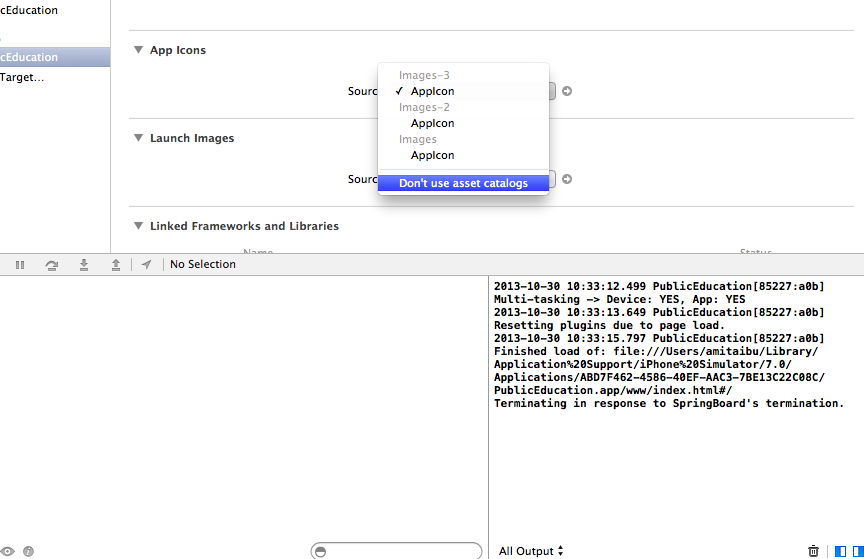 cEducation
cEducation
Target...
App Icons
Sourc
Images-3
✓ AppIcon
Images-2
AppIcon
Images
AppIcon
Don't use asset catalogs
Launch Images
Sourc
Linked Frameworks and Libraries
Name
Status
No Selection
2013-10-30 10:33:12.499 PublicEducation[85227:a0b]
Multi-tasking -> Device: YES, App: YES
2013-10-30 10:33:13.649 PublicEducation[85227:a0b]
Resetting plugins due to page load.
2013-10-30 10:33:15.797 PublicEducation[85227:a0b]
Finished load of: file:///Users/amitaibu/Library/
Application%20Support/iPhone%20Simulator/7.0/
Applications/ABD7F462-4586-40EF-AAC3-7BE13C22C08C/
PublicEducation.app/www/index.html#/
Terminating in response to SpringBoard's termination.
All Output